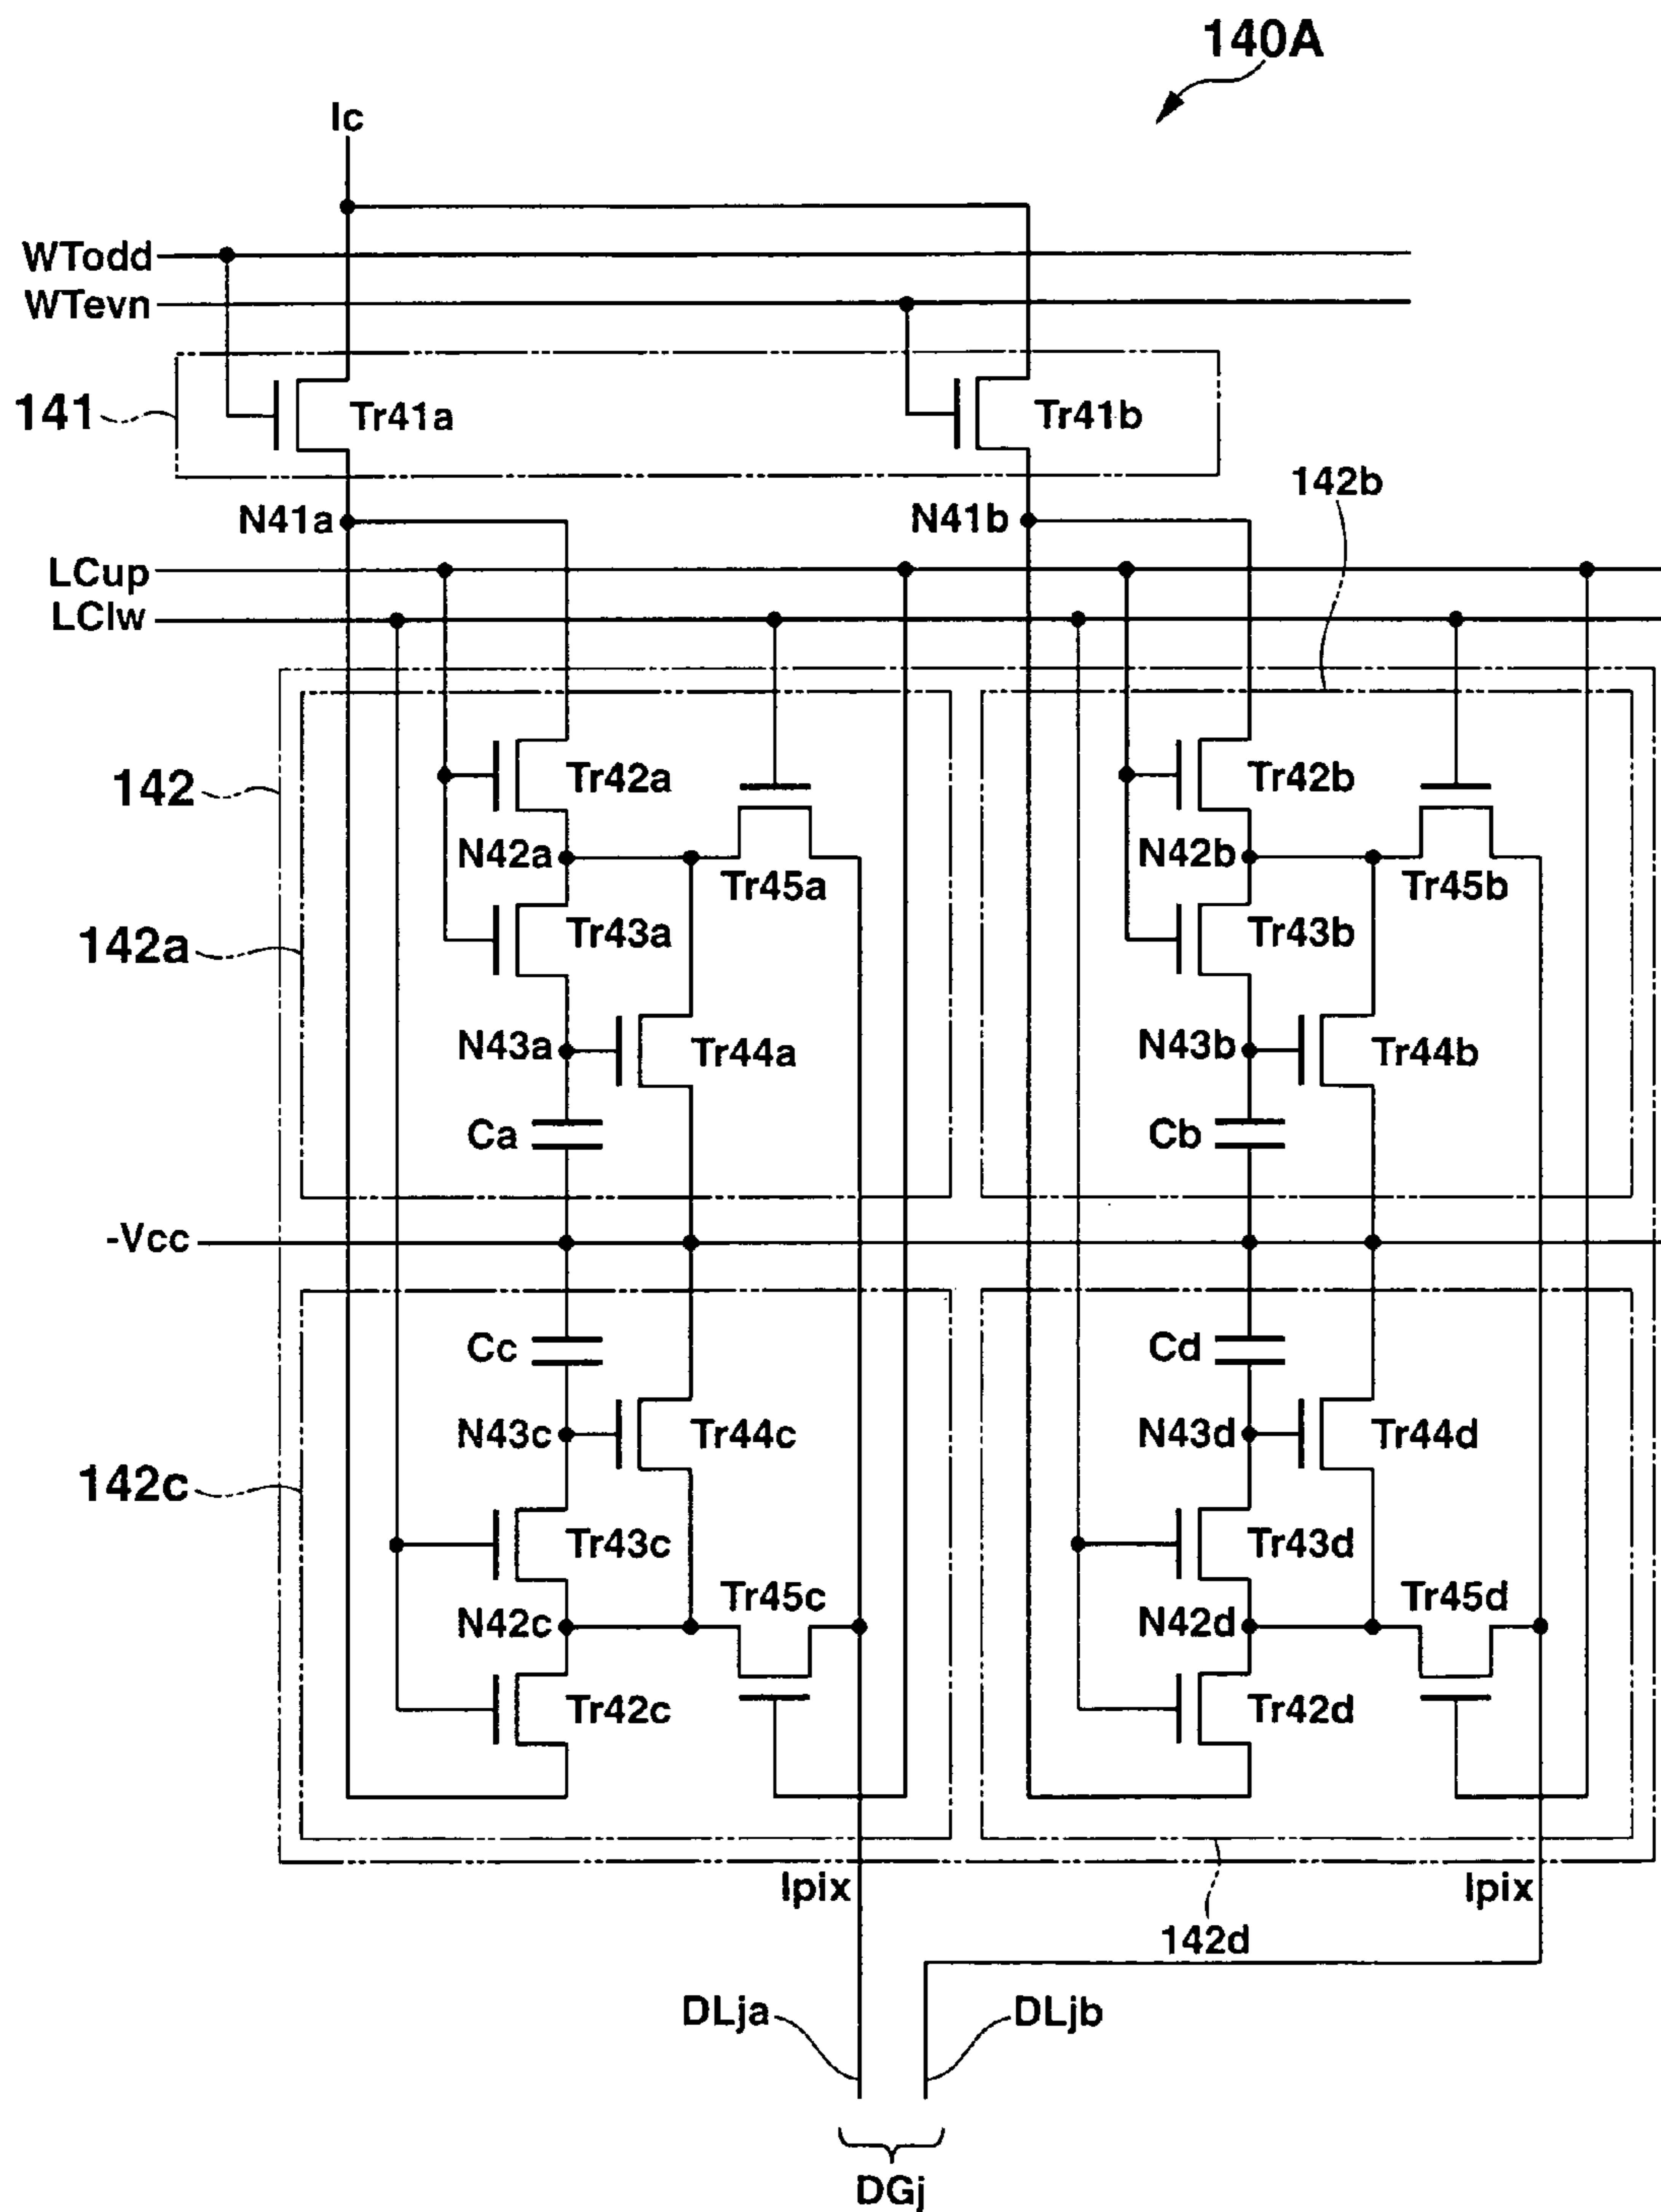 140A
Ic
WTodd
WTevn
141
Tr41a
Tr41b
142b
N41a
N41b
LCup
LClw
142
Tr42a
Tr42b
N42a
N42b
Tr45a
Tr45b
142a
Tr43a
Tr43b
N43a
Tr44a
N43b
Tr44b
Ca
Cb
-Vcc
Cc
Cd
N43c
Tr44c
N43d
Tr44d
142c
Tr43c
Tr43d
Tr45c
Tr45d
N42c
N42d
Tr42c
Tr42d
Ipix
Ipix
142d
DLja
DLjb
DGj